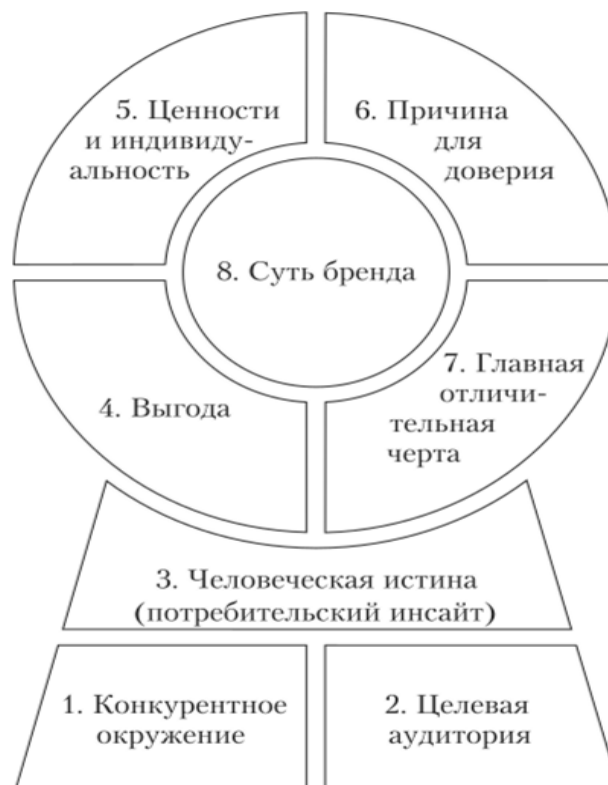 5. Ценности
и индивиду-
альность
6. Причина
для
доверия
8. Суть бренда
4. Выгода
7. Главная
отличи-
тельная
черта
3. Человеческая истина
(потребительский инсайт)
1. Конкурентное
окружение
2. Целевая
аудитория